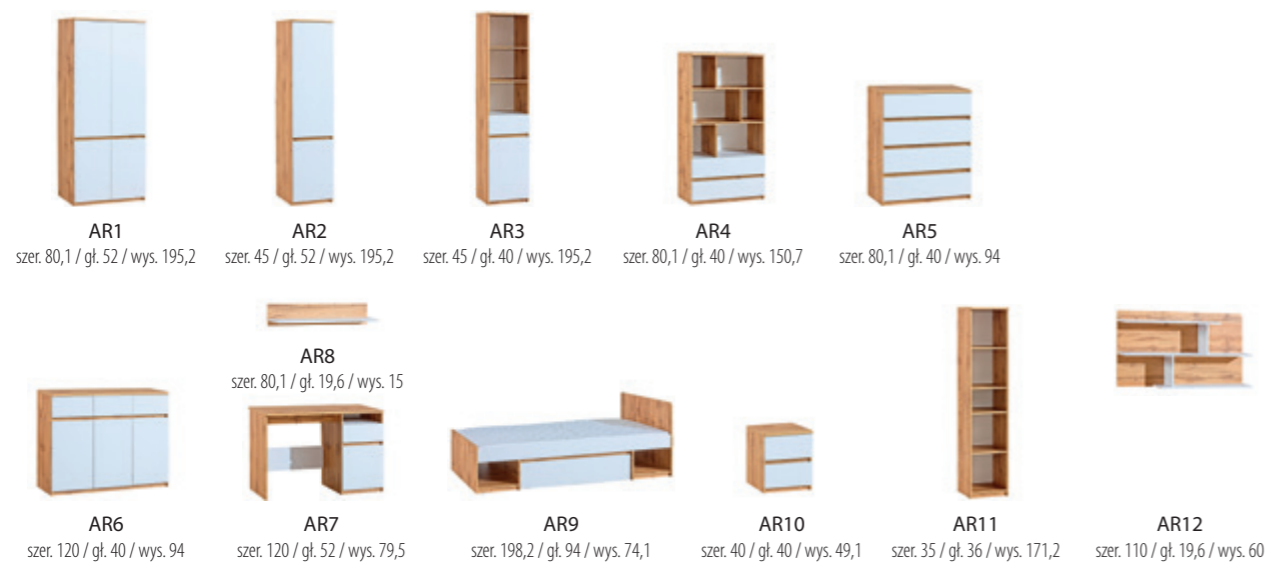 AR1
szer. 80,1 / gł. 52 / wys. 195,2
AR2
szer. 45 / gł. 52 / wys. 195,2
AR3
szer. 45 / gł. 40 / wys. 195,2
AR4
szer. 80,1 / gł. 40 / wys. 150,7
AR5
szer. 80,1 / gł. 40 / wys. 94
AR8
szer. 80,1 / gł. 19,6 / wys. 15
AR6
szer. 120 / gł. 40 / wys. 94
AR7
szer. 120 / gł. 52 / wys. 79,5
AR9
szer. 198,2 / gł. 94 / wys. 74,1
AR10
szer. 40 / gł. 40 / wys. 49,1
AR11
szer. 35 / gł. 36 / wys. 171,2
AR12
szer. 110 / gł. 19,6 / wys. 60